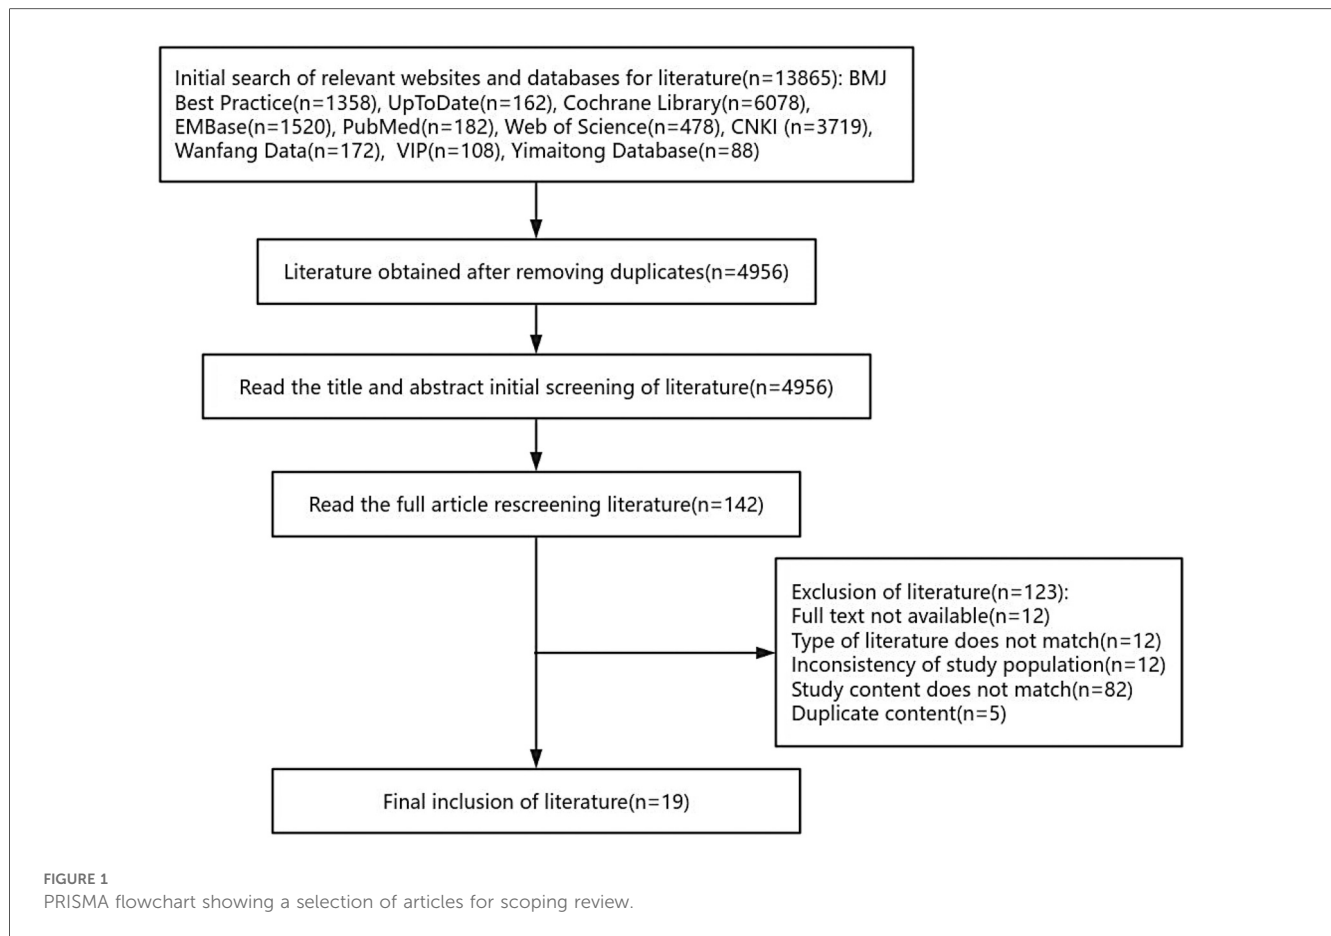 Initial search of relevant websites and databases for literature(n=13865): BMJ
Best Practice(n=1358), UpToDate(n=162), Cochrane Library(n=6078),
EMBase(n=1520), PubMed(n=182), Web of Science(n=478), CNKI (n=3719),
Wanfang Data(n=172), VIP(n=108), Yimaitong Database(n=88)
Literature obtained after removing duplicates(n=4956)
Read the title and abstract initial screening of literature(n=4956)
Read the full article rescreening literature(n=142)
Exclusion of literature(n=123):
Full text not available(n=12)
Type of literature does not match(n=12)
Inconsistency of study population(n=12)
Study content does not match(n=82)
Duplicate content(n=5)
Final inclusion of literature(n=19)
FIGURE 1
PRISMA flowchart showing a selection of articles for scoping review.